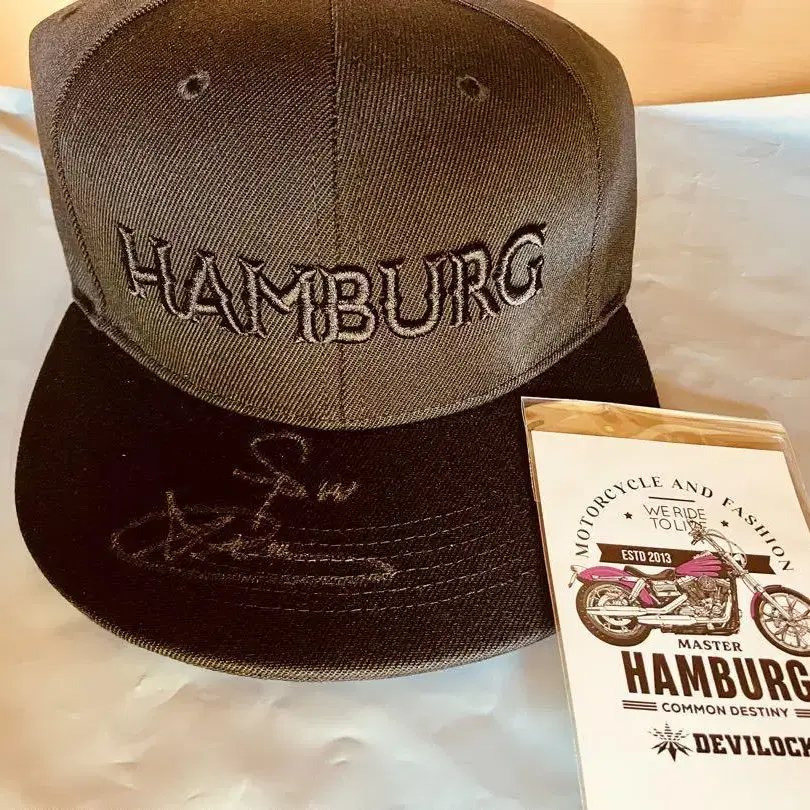 HAMBURG
MOTORCYCLE AND FASHION
WE RIDE
TO LIVE
ESTD 2013
MASTER
HAMBURG
COMMON DESTINY
DEVILOCK